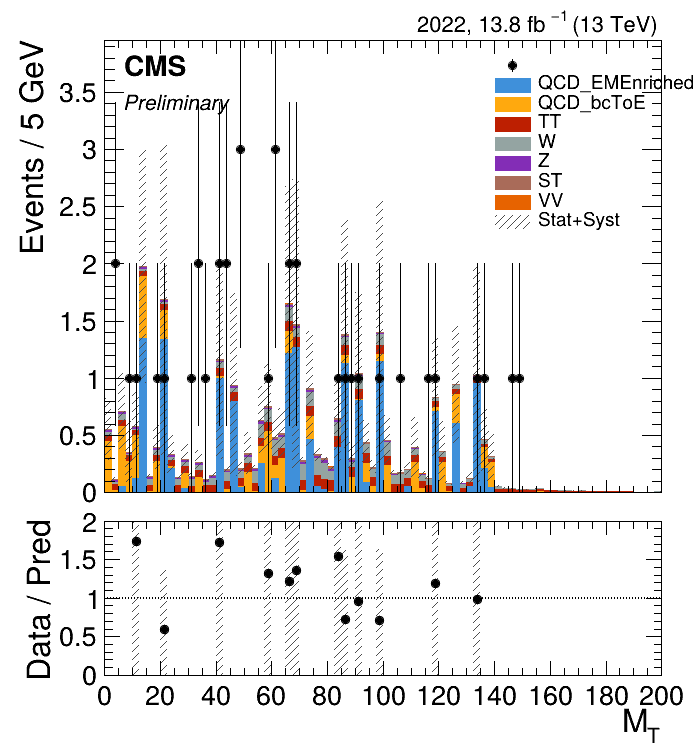 2022, 13.8 fb⁻¹ (13 TeV)
CMS
Preliminary
QCD_EMEnriched
QCD_bcToE
TT
W
Z
ST
VV
Stat+Syst
Events / 5 GeV
3.5
3
2.5
2
1.5
1
0.5
0
Data / Pred
2
1.5
1
0.5
0
0 20 40 60 80 100 120 140 160 180 200
M_T